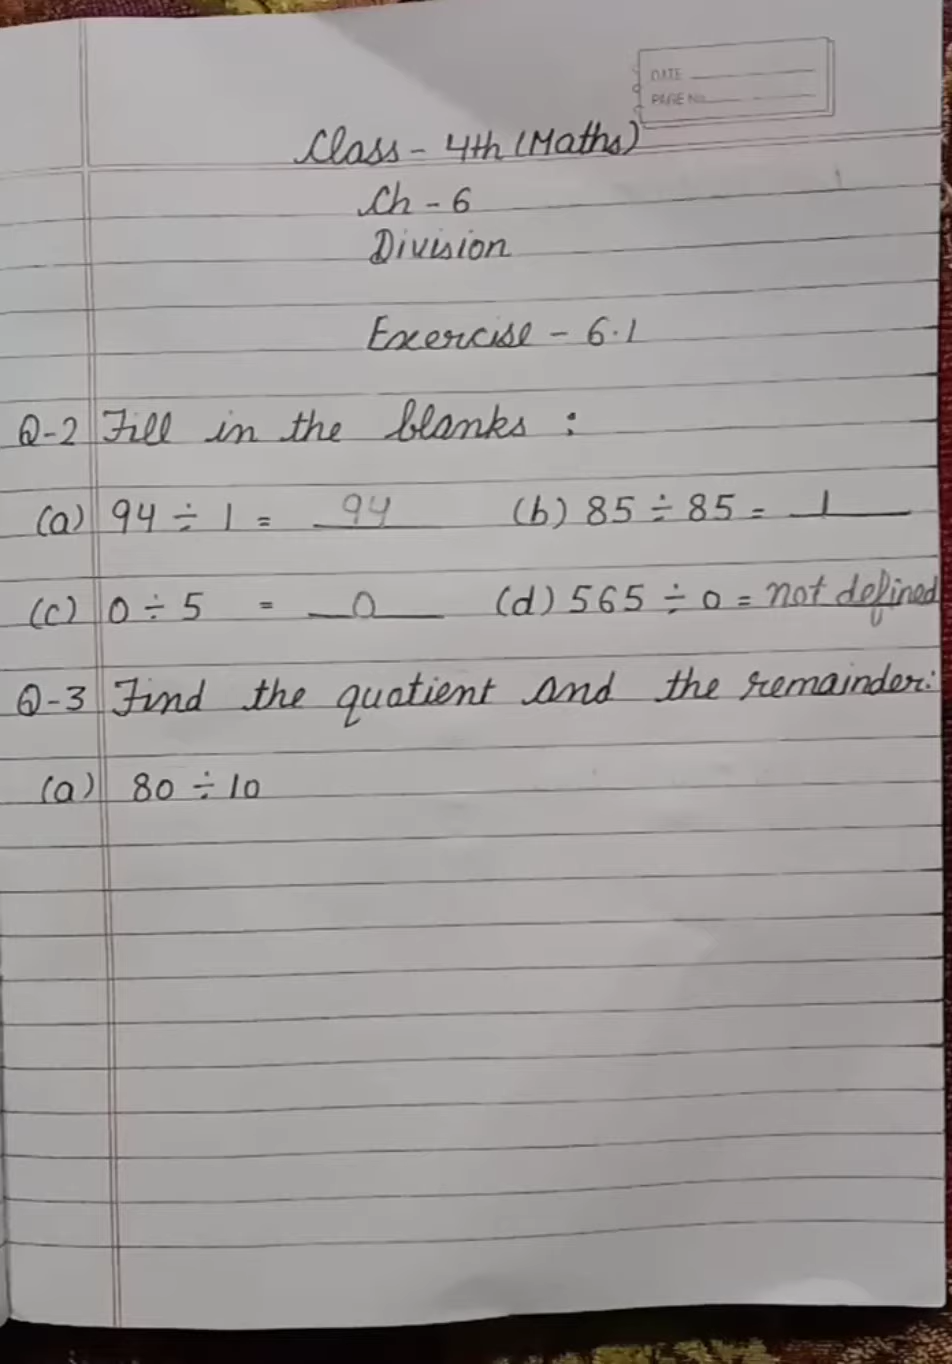 DATE
PAGE No.
Class - 4th (Maths)
Ch - 6
Division
Exercise - 6.1
Q-2 Fill in the blanks :
(a) 94 ÷ 1 = 94 (b) 85 ÷ 85 = 1
(c) 0 ÷ 5 = 0 (d) 565 ÷ 0 = not defined
Q-3 Find the quotient and the remainder:
(a) 80 ÷ 10